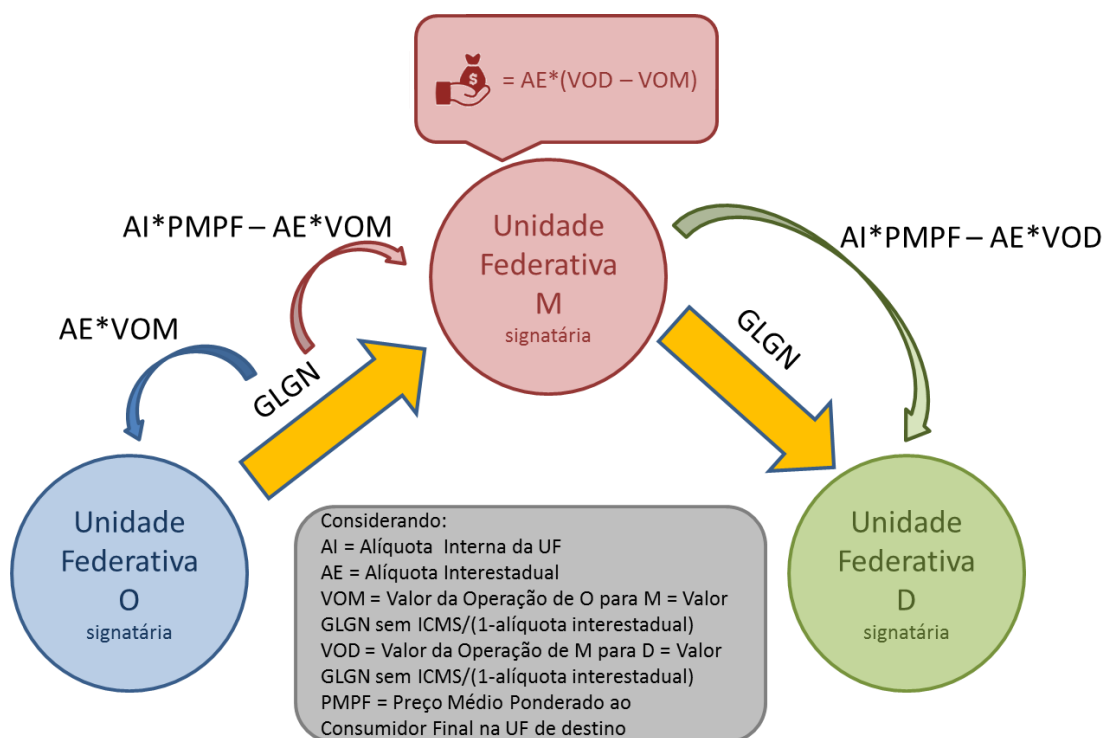 = AE*(VOD – VOM)
AI*PMPF – AE*VOM
Unidade
Federativa
M
signatária
AI*PMPF – AE*VOD
AE*VOM
GLGN
GLGN
Unidade
Federativa
O
signatária
Considerando:
AI = Alíquota Interna da UF
AE = Alíquota Interestadual
VOM = Valor da Operação de O para M = Valor
GLGN sem ICMS/(1-alíquota interestadual)
VOD = Valor da Operação de M para D = Valor
GLGN sem ICMS/(1-alíquota interestadual)
PMPF = Preço Médio Ponderado ao
Consumidor Final na UF de destino
Unidade
Federativa
D
signatária